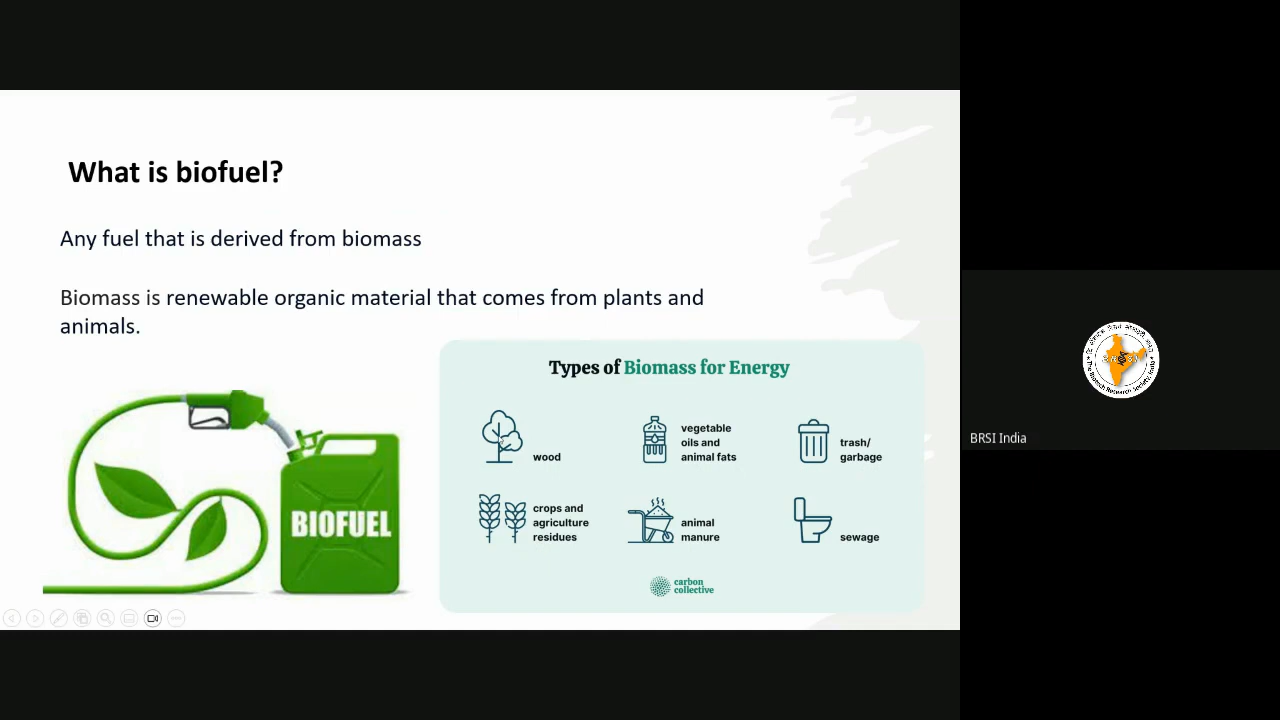 What is biofuel?
Any fuel that is derived from biomass
Biomass is renewable organic material that comes from plants and
animals.
Types of Biomass for Energy
wood
vegetable
oils and
animal fats
trash/
garbage
crops and
agriculture
residues
animal
manure
sewage
carbon
collective
BIOFUEL
BRSI India